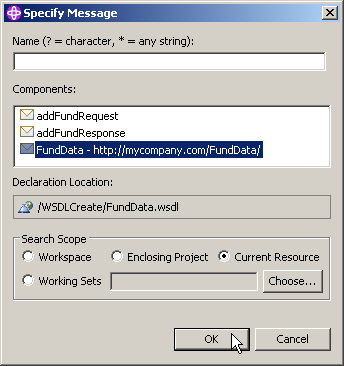 Specify Message
Name (? = character, * = any string):
Components:
addFundRequest
addFundResponse
FundData - http://mycompany.com/FundData/
Declaration Location:
/WSDLCreate/FundData.wsdl
Search Scope
Workspace Enclosing Project Current Resource
Working Sets Choose...
OK Cancel